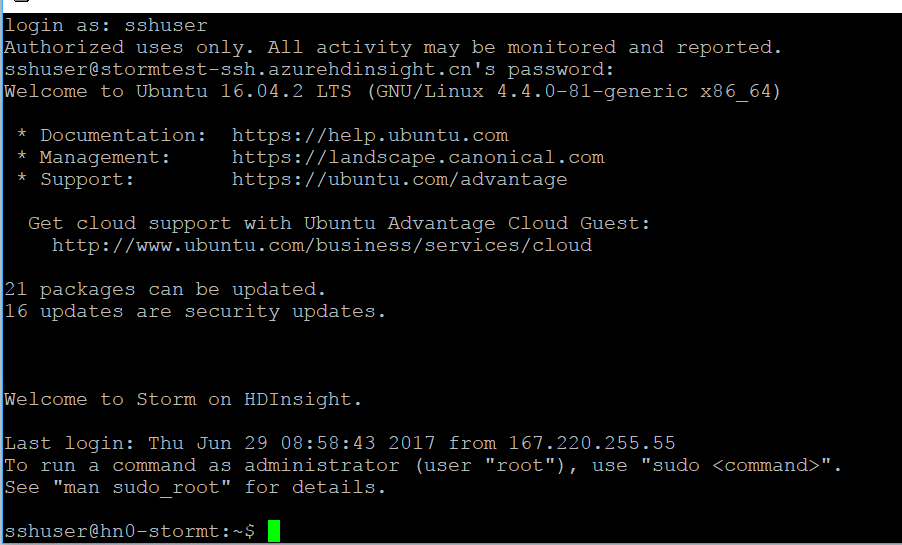 login as: sshuser
Authorized uses only. All activity may be monitored and reported.
sshuser@stormtest-ssh.azurehdinsight.cn's password:
Welcome to Ubuntu 16.04.2 LTS (GNU/Linux 4.4.0-81-generic x86_64)
* Documentation:  https://help.ubuntu.com
* Management:     https://landscape.canonical.com
* Support:        https://ubuntu.com/advantage
Get cloud support with Ubuntu Advantage Cloud Guest:
http://www.ubuntu.com/business/services/cloud
21 packages can be updated.
16 updates are security updates.
Welcome to Storm on HDInsight.
Last login: Thu Jun 29 08:58:43 2017 from 167.220.255.55
To run a command as administrator (user "root"), use "sudo <command>".
See "man sudo_root" for details.
sshuser@hn0-stormt:~$